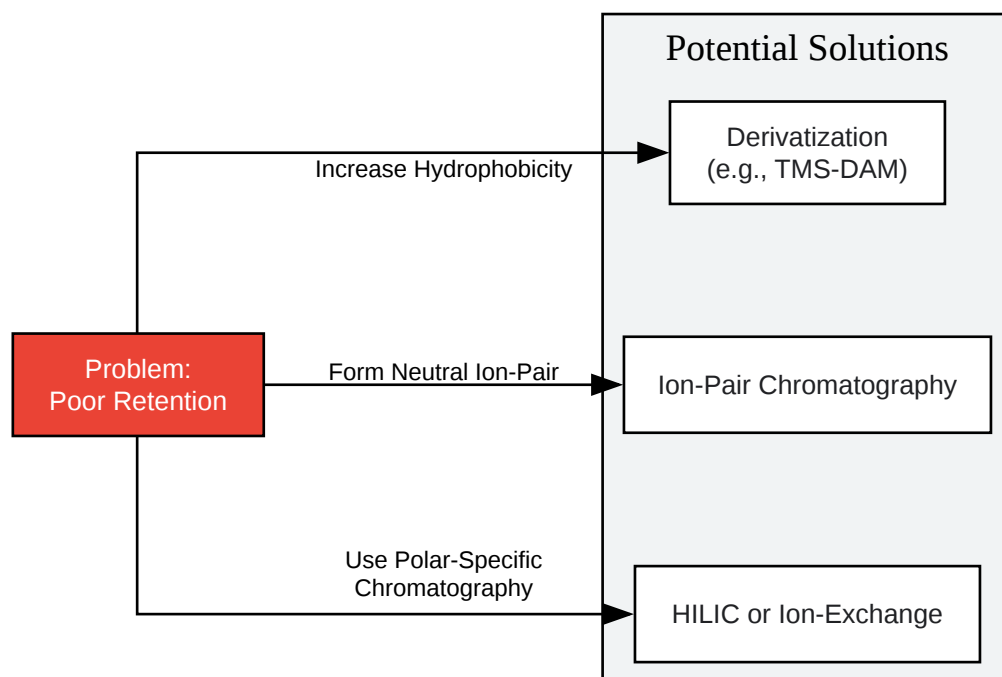 Potential Solutions
Derivatization
(e.g., TMS-DAM)
Increase Hydrophobicity
Problem:
Poor Retention
Form Neutral Ion-Pair
Ion-Pair Chromatography
Use Polar-Specific
Chromatography
HILIC or Ion-Exchange